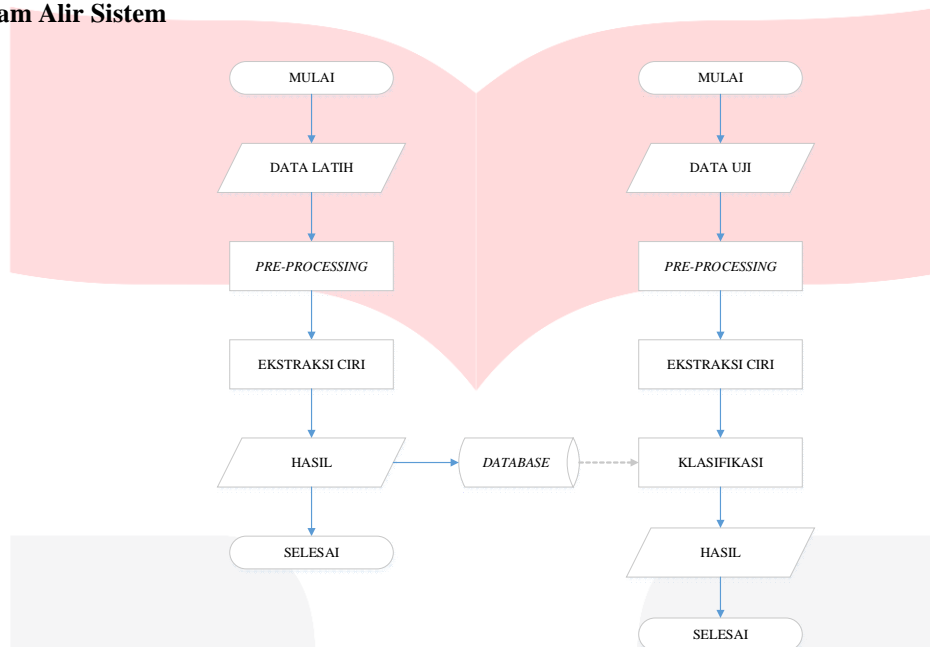 am Alir Sistem
MULAI
DATA LATIH
PRE-PROCESSING
EKSTRAKSI CIRI
HASIL
SELESAI
DATABASE
MULAI
DATA UJI
PRE-PROCESSING
EKSTRAKSI CIRI
KLASIFIKASI
HASIL
SELESAI